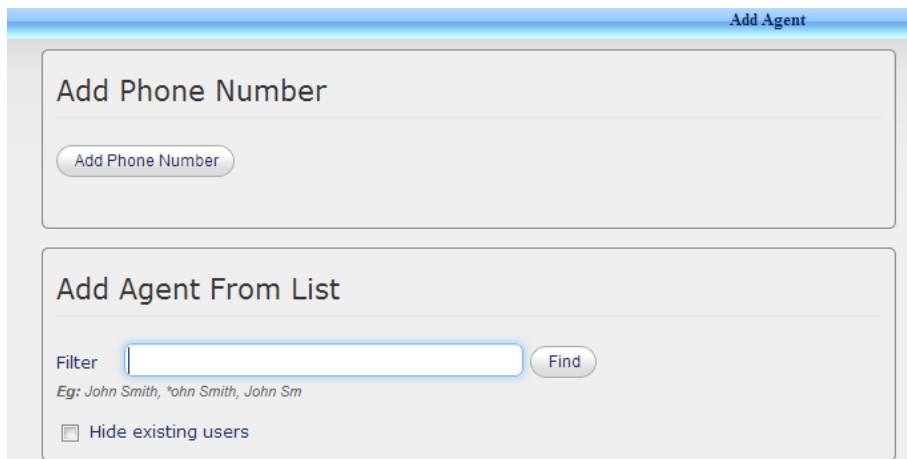 Add Agent
Add Phone Number
Add Phone Number
Add Agent From List
Filter Find
Eg: John Smith, *ohn Smith, John Sm
Hide existing users